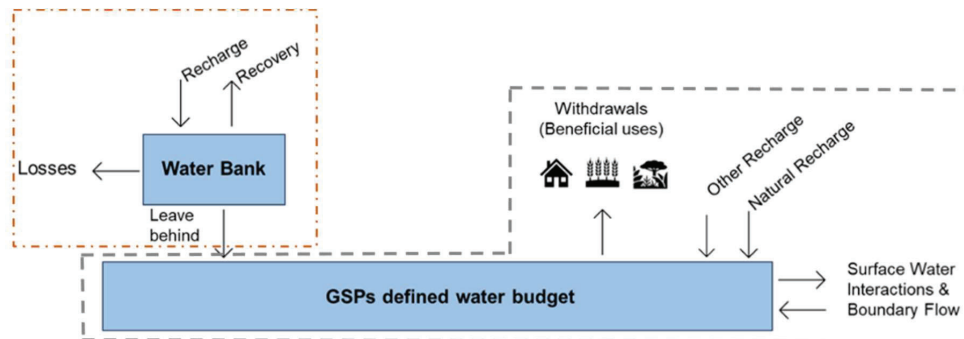 Recharge
Recovery
Losses
Water Bank
Leave
behind
Withdrawals
(Beneficial uses)
Other Recharge
Natural Recharge
GSPs defined water budget
Surface Water
Interactions &
Boundary Flow